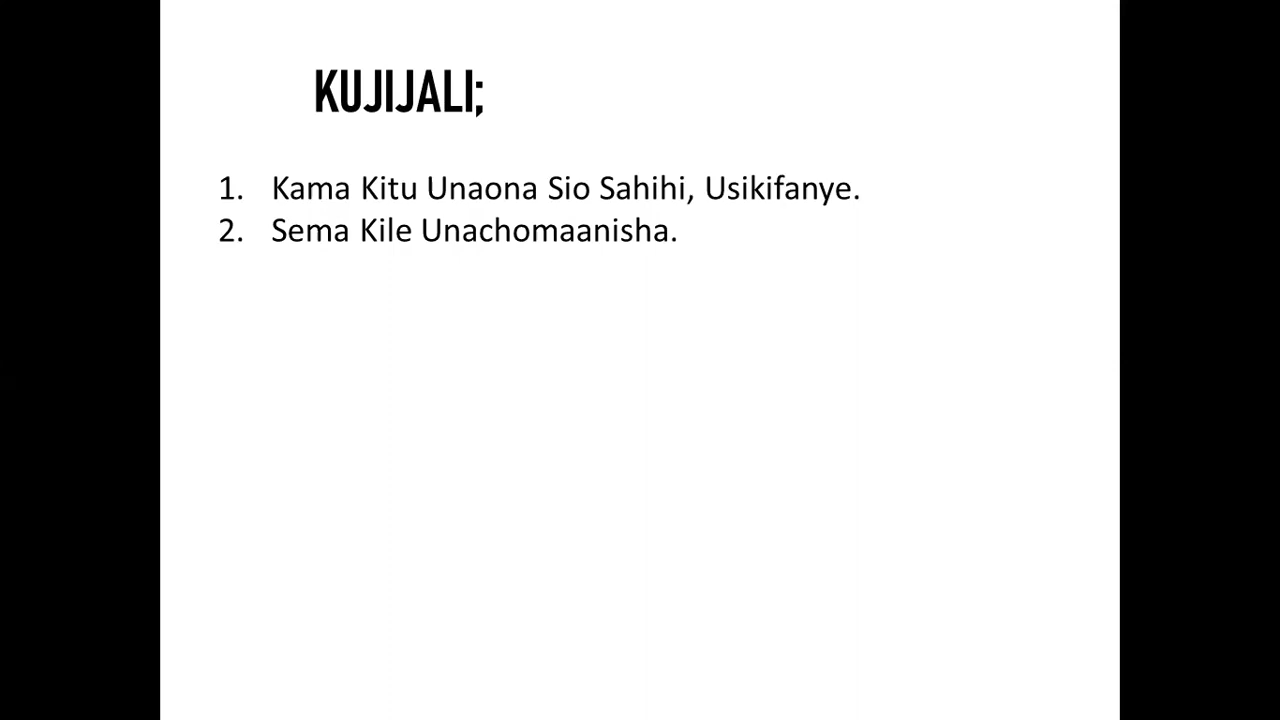 KUJIJALI;
1. Kama Kitu Unaona Sio Sahihi, Usikifanye.
2. Sema Kile Unachomaanisha.